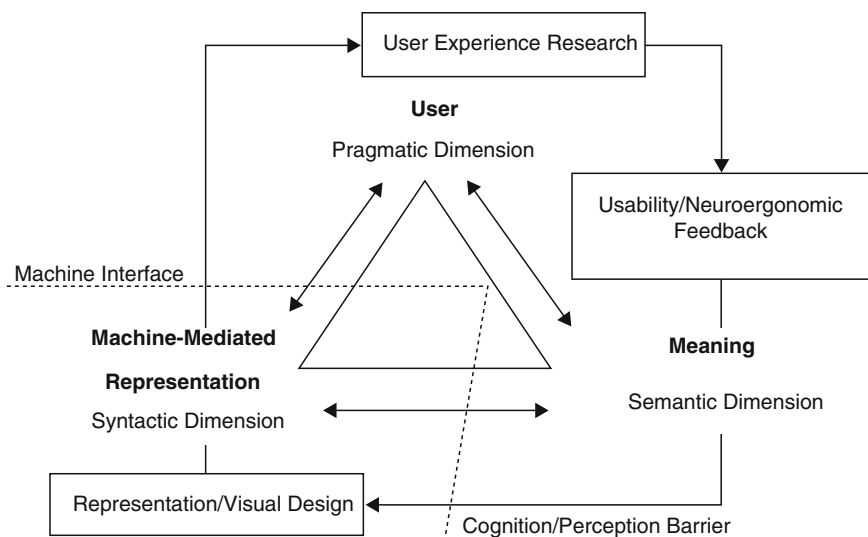 User Experience Research
User
Pragmatic Dimension
Usability/Neuroergonomic
Feedback
Machine Interface
Machine-Mediated
Representation
Syntactic Dimension
Meaning
Semantic Dimension
Representation/Visual Design
Cognition/Perception Barrier